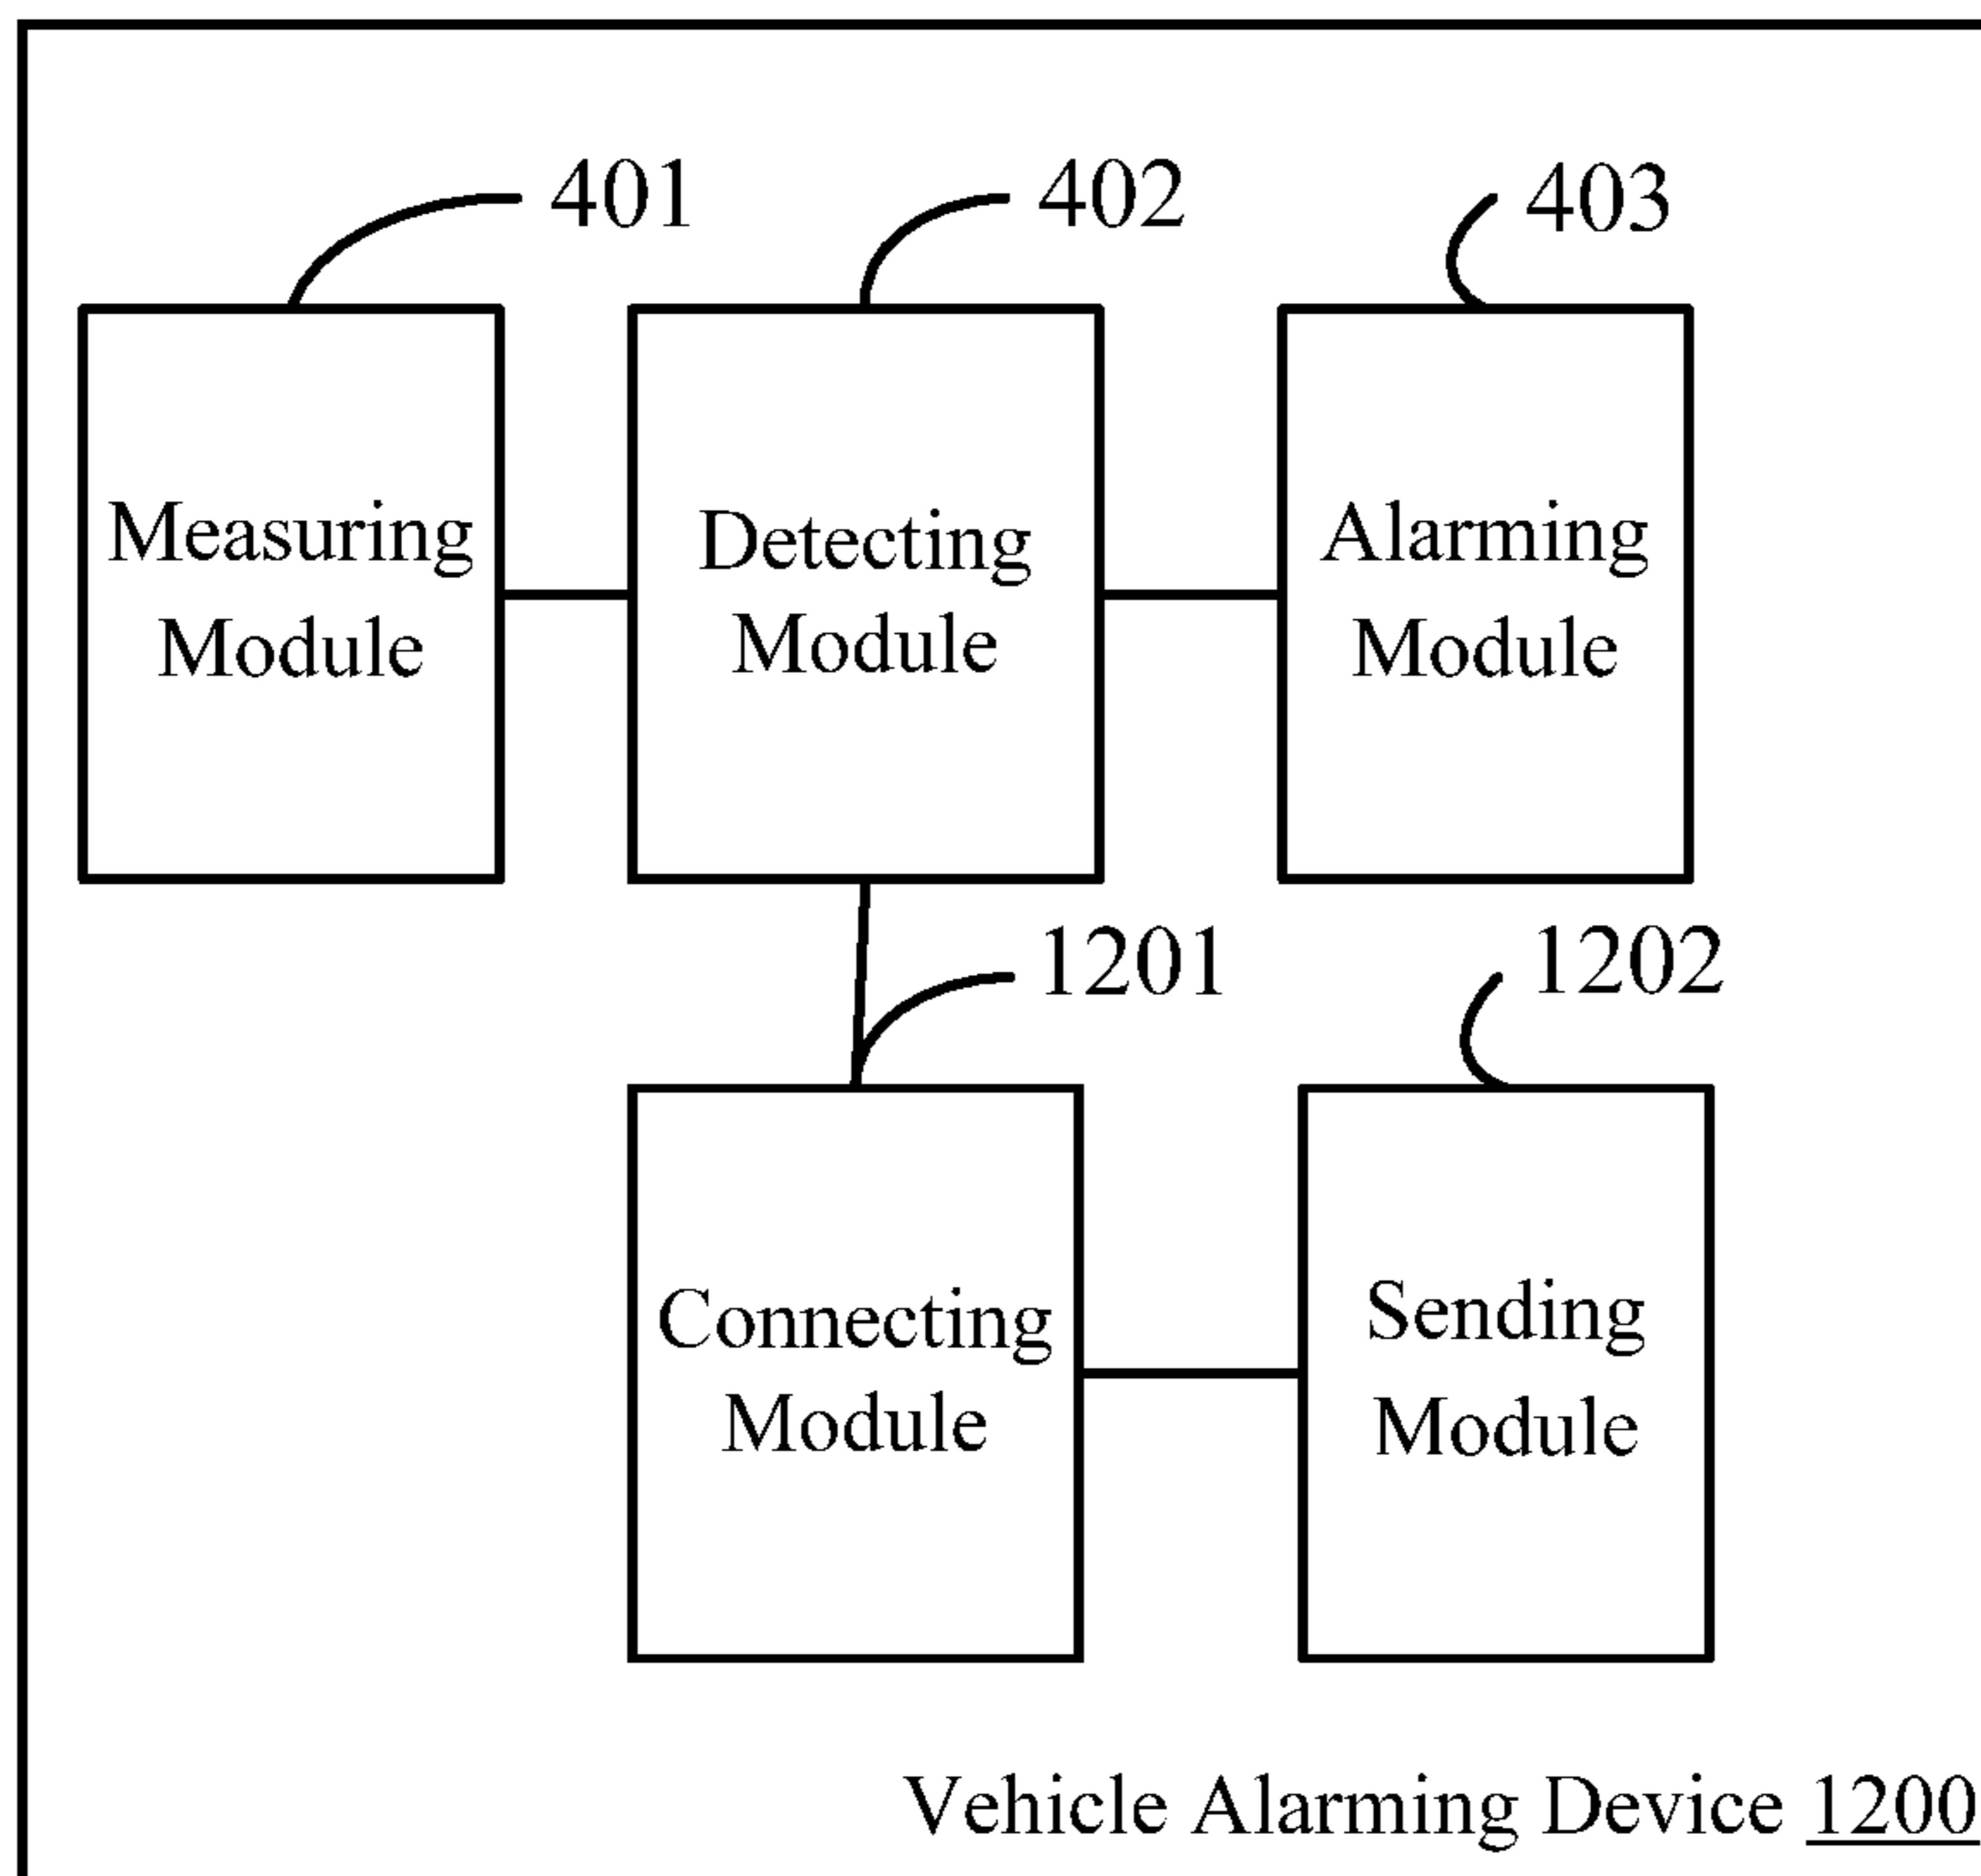 401
402
403
Measuring
Module
Detecting
Module
Alarming
Module
1201
1202
Connecting
Module
Sending
Module
Vehicle Alarming Device 1200